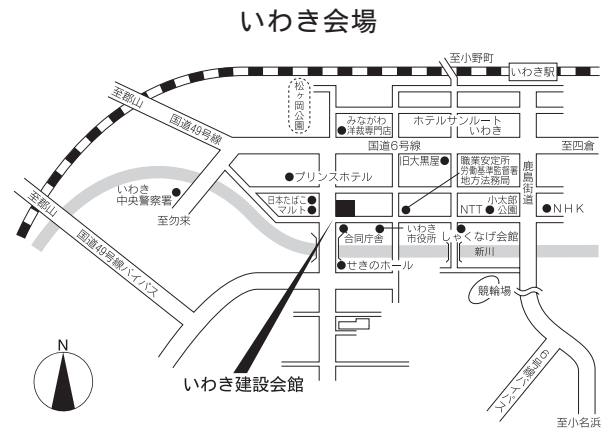 いわき会場
至小野町
いわき駅
松ヶ岡公園
至郡山
国道49号線
みながわ
洋裁専門店
ホテルサンルート
いわき
国道6号線
至四倉
旧大黒屋
職業安定所
労働基準監督署
地方法務局
鹿島街道
プリンスホテル
いわき
中央警察署
日本たばこ
マルト
小太郎
公園
NTT
NHK
至勿来
至郡山
国道49号線バイパス
合同庁舎
いわき
市役所
しゃくなげ会館
新川
せきのホール
競輪場
N
いわき建設会館
6号線バイパス
至小名浜